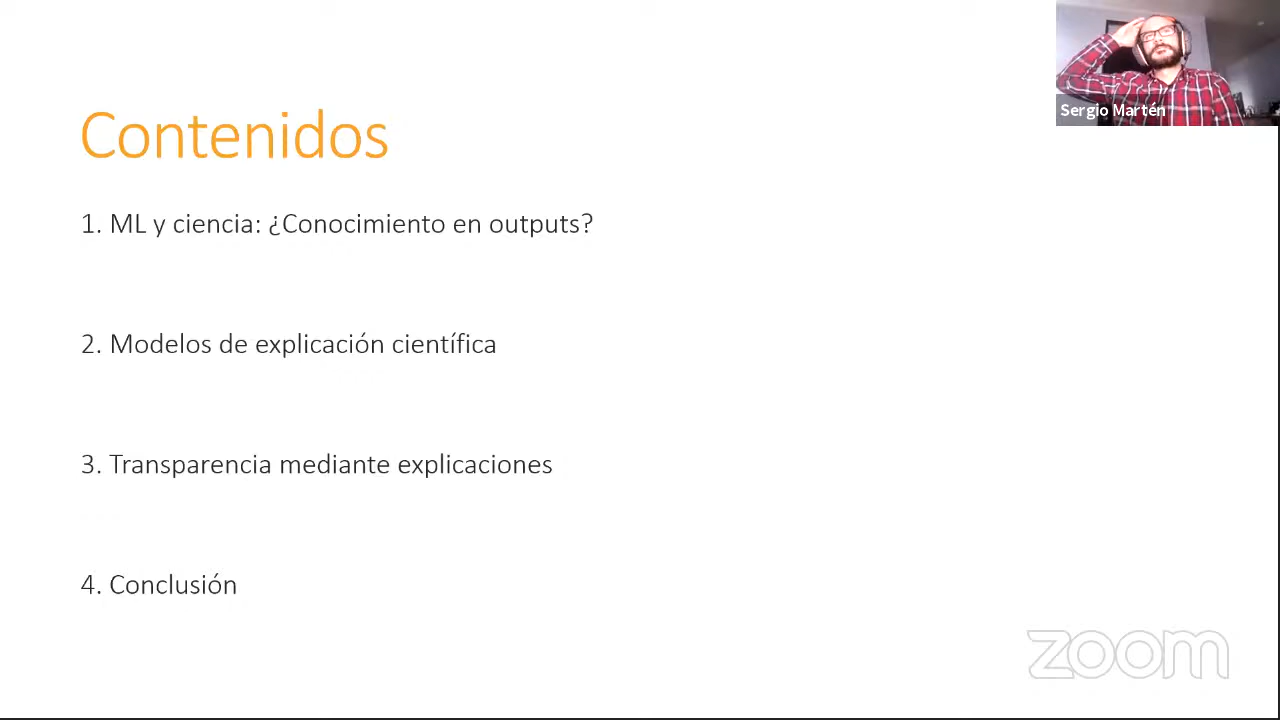 Sergio Martén
Contenidos
1. ML y ciencia: ¿Conocimiento en outputs?
2. Modelos de explicación científica
3. Transparencia mediante explicaciones
4. Conclusión
zoom